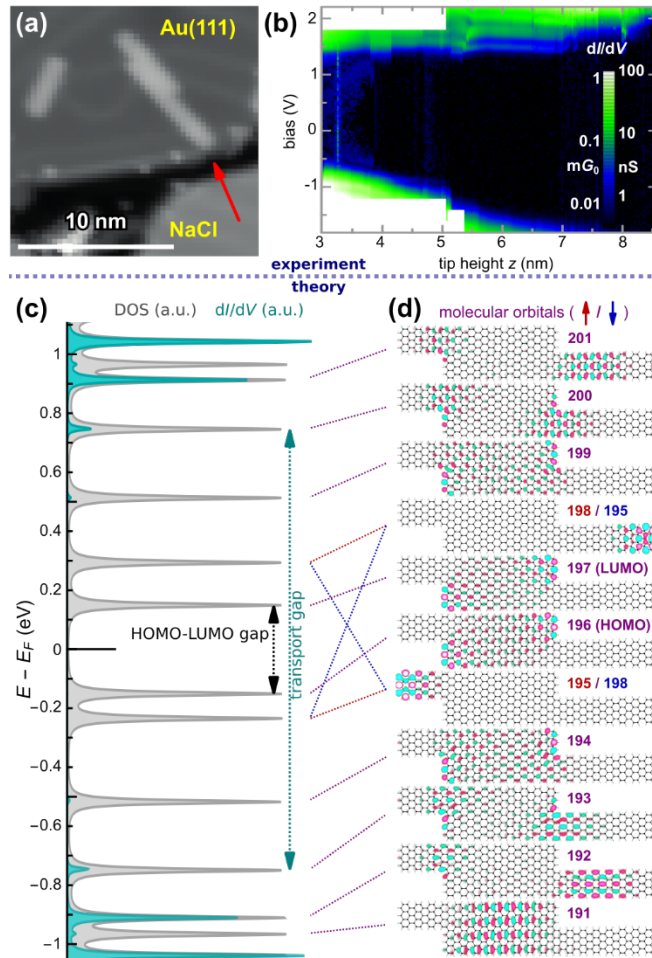 (a)
Au(111)
10 nm
NaCl
(b)
bias (V)
2
1
0
-1
3
4
5
6
7
8
tip height z (nm)
dI/dV
1
100
0.1
10
mG0
nS
0.01
1
experiment
theory
(c)
DOS (a.u.)
dI/dV (a.u.)
E − EF (eV)
1
0.8
0.6
0.4
0.2
0
−0.2
−0.4
−0.6
−0.8
−1
HOMO-LUMO gap
transport gap
(d)
molecular orbitals ( / )
201
200
199
198 / 195
197 (LUMO)
196 (HOMO)
195 / 198
194
193
192
191